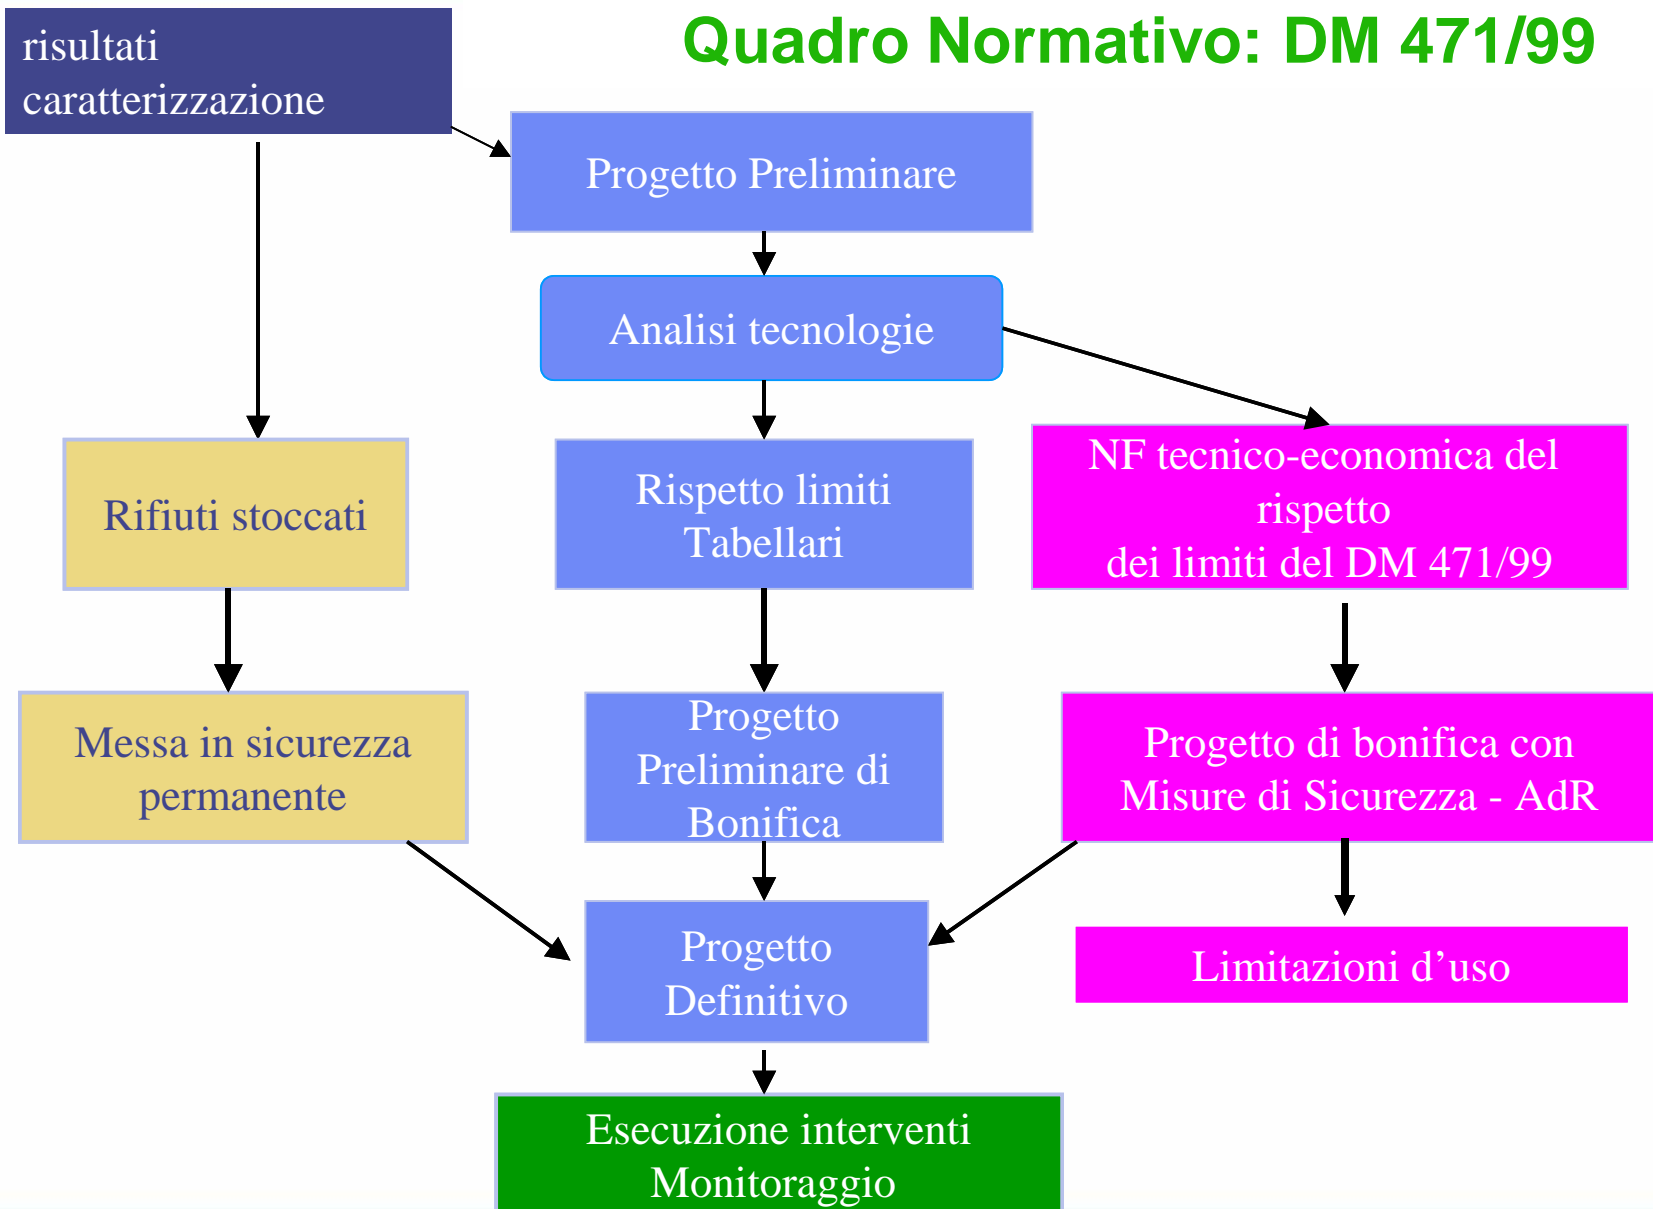 Quadro Normativo: DM 471/99
risultati
caratterizzazione
Progetto Preliminare
Analisi tecnologie
Rifiuti stoccati
Rispetto limiti
Tabellari
NF tecnico-economica del
rispetto
dei limiti del DM 471/99
Messa in sicurezza
permanente
Progetto
Preliminare di
Bonifica
Progetto di bonifica con
Misure di Sicurezza - AdR
Progetto
Definitivo
Limitazioni d’uso
Esecuzione interventi
Monitoraggio